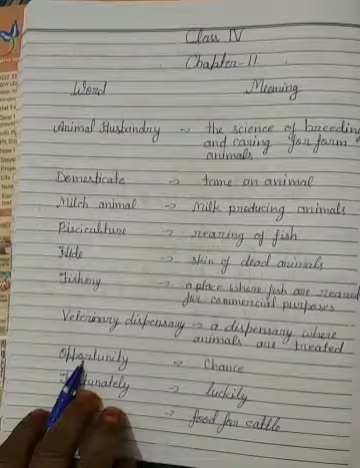 Class IV
Chapter-11
Word Meaning
Animal Husbandry → the science of breeding
and caring for farm
animals
Domesticate → tame an animal
Milch animal → Milk producing animals
Pisciculture → rearing of fish
Hide → skin of dead animals
Fishery → a place where fish are reared
for commercial purposes
Veterinary dispensary → a dispensary where
animals are treated
Opportunity → Chance
→ luckily
→ food for cattle